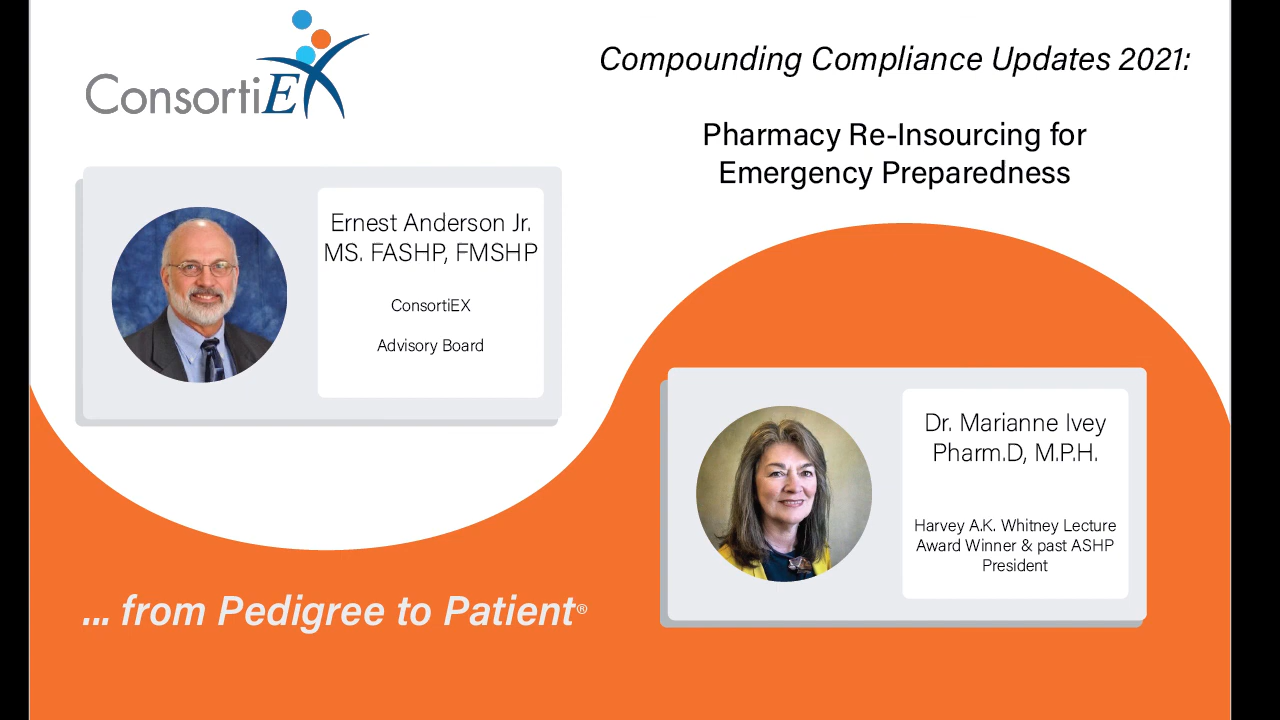 ConsortiEX
Compounding Compliance Updates 2021:
Pharmacy Re-Insourcing for
Emergency Preparedness
Ernest Anderson Jr.
MS. FASHP, FMSHP
ConsortiEX
Advisory Board
Dr. Marianne Ivey
Pharm.D, M.P.H.
Harvey A.K. Whitney Lecture
Award Winner & past ASHP
President
... from Pedigree to Patient®